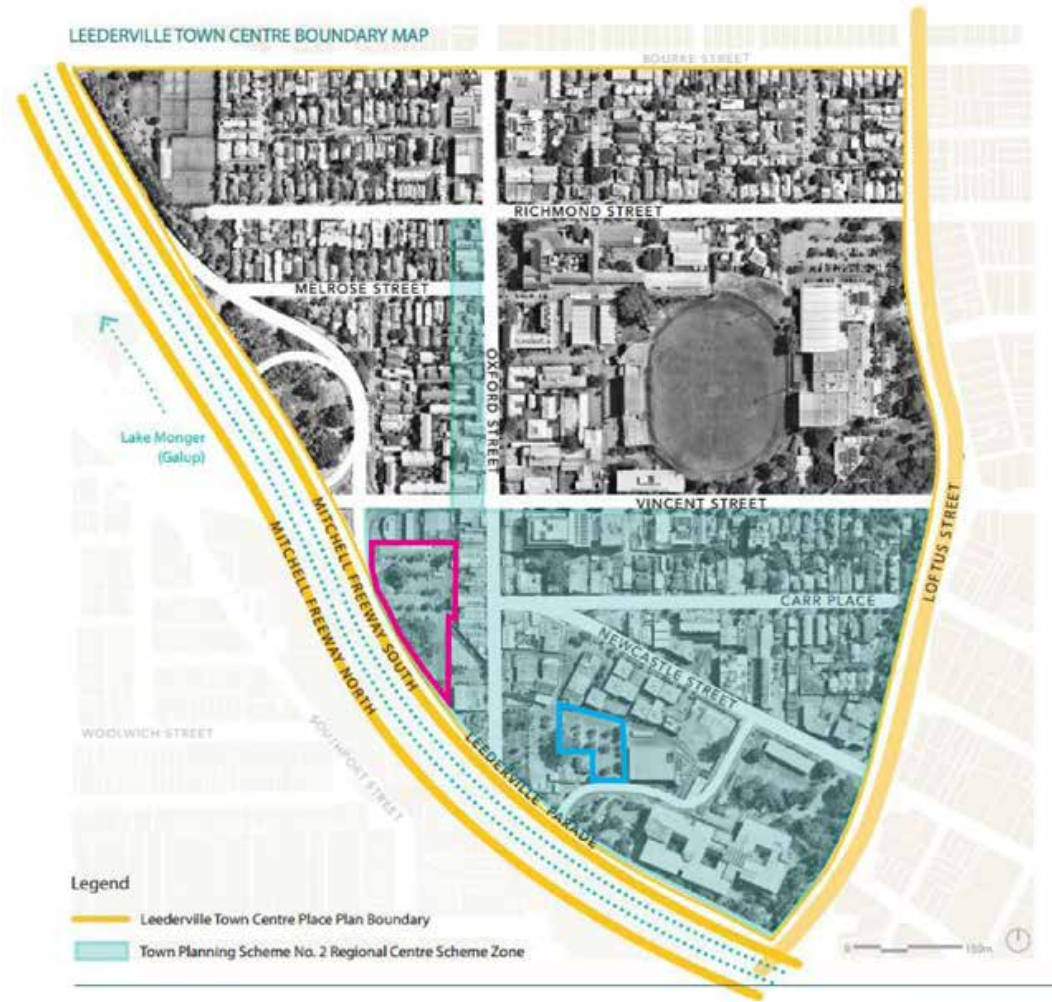 LEEDERVILLE TOWN CENTRE BOUNDARY MAP
BOURKE STREET
RICHMOND STREET
MELROSE STREET
OXFORD STREET
Lake Monger
(Galup)
VINCENT STREET
MITCHELL FREEWAY SOUTH
MITCHELL FREEWAY NORTH
LOFTUS STREET
CARR PLACE
NEWCASTLE STREET
WOOLWICH STREET
SOUTHPORT STREET
LEEDERVILLE PARADE
Legend
Leederville Town Centre Place Plan Boundary
Town Planning Scheme No. 2 Regional Centre Scheme Zone
0 150m